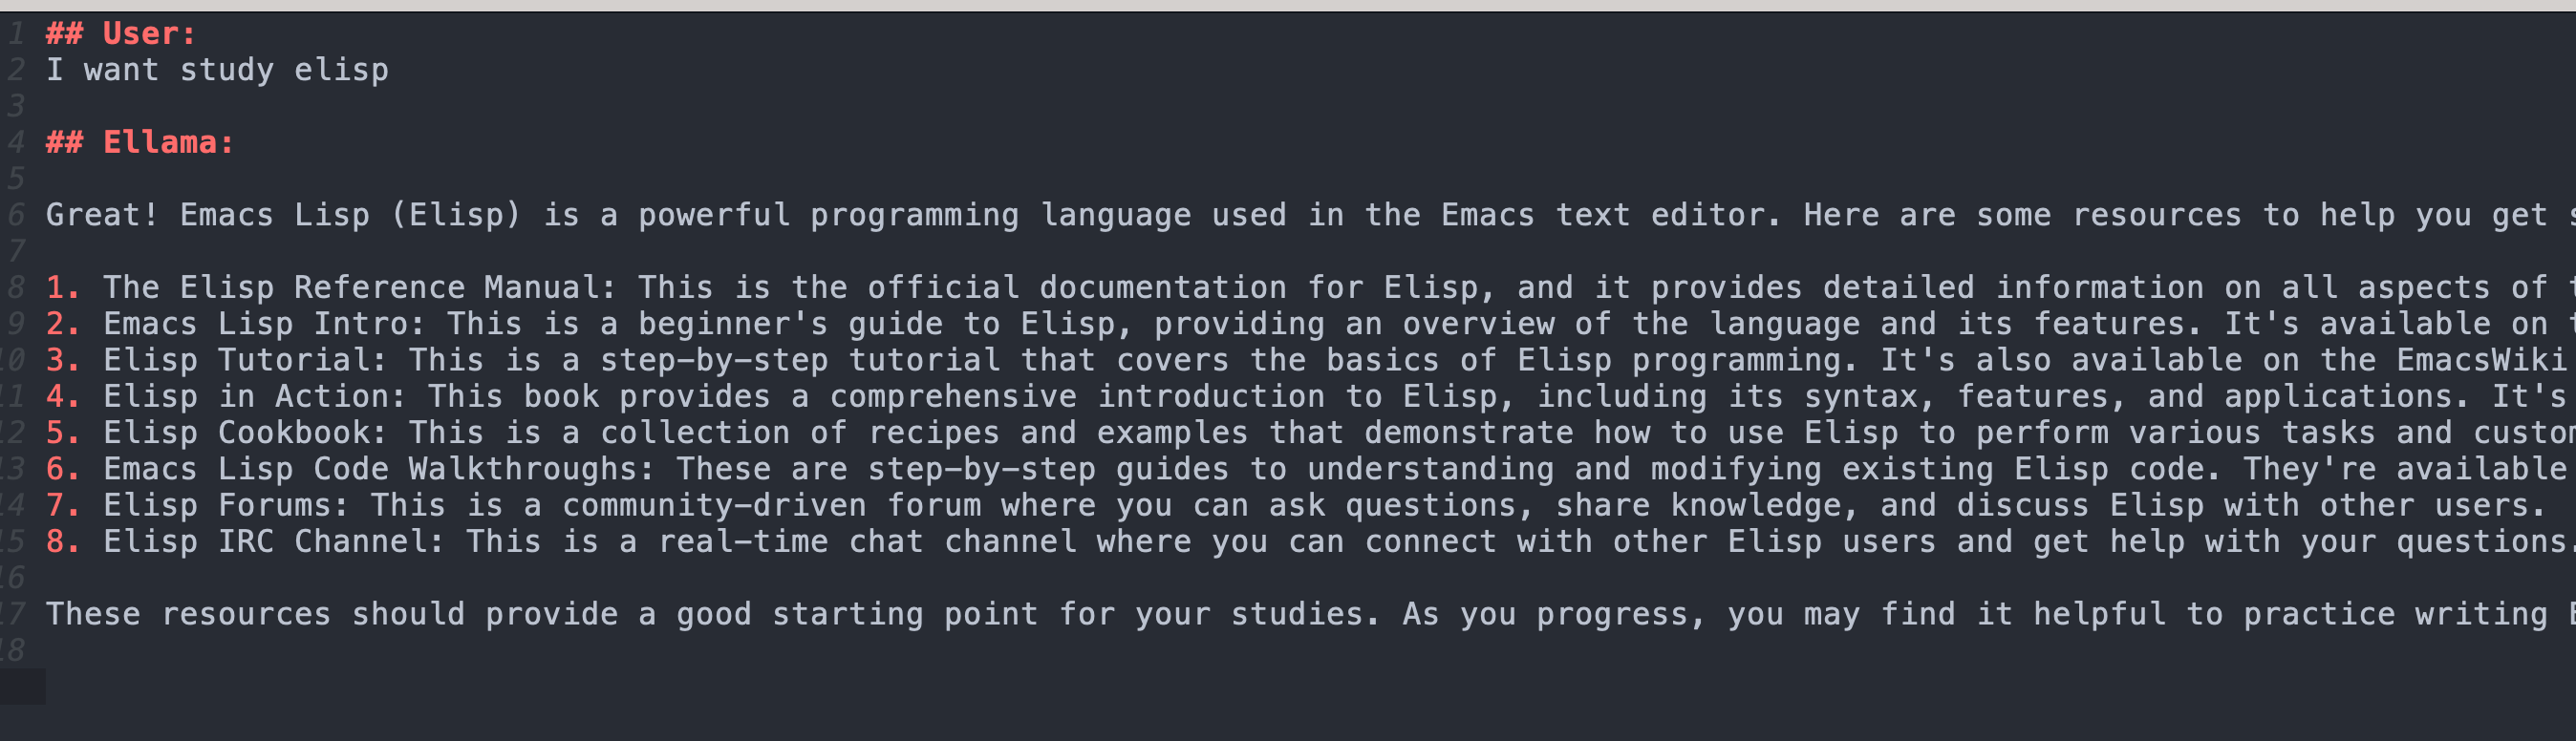 1 ## User:
2 I want study elisp
3
4 ## Ellama:
5
6 Great! Emacs Lisp (Elisp) is a powerful programming language used in the Emacs text editor. Here are some resources to help you get
7
8 1. The Elisp Reference Manual: This is the official documentation for Elisp, and it provides detailed information on all aspects of
9 2. Emacs Lisp Intro: This is a beginner's guide to Elisp, providing an overview of the language and its features. It's available on
10 3. Elisp Tutorial: This is a step-by-step tutorial that covers the basics of Elisp programming. It's also available on the EmacsWiki
11 4. Elisp in Action: This book provides a comprehensive introduction to Elisp, including its syntax, features, and applications. It's
12 5. Elisp Cookbook: This is a collection of recipes and examples that demonstrate how to use Elisp to perform various tasks and custom
13 6. Emacs Lisp Code Walkthroughs: These are step-by-step guides to understanding and modifying existing Elisp code. They're available
14 7. Elisp Forums: This is a community-driven forum where you can ask questions, share knowledge, and discuss Elisp with other users.
15 8. Elisp IRC Channel: This is a real-time chat channel where you can connect with other Elisp users and get help with your questions.
16
17 These resources should provide a good starting point for your studies. As you progress, you may find it helpful to practice writing
18